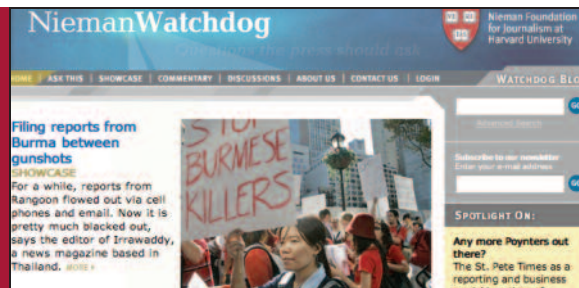 NiemanWatchdog
Questions the press should ask
Nieman Foundation
for Journalism at
Harvard University
HOME | ASK THIS | SHOWCASE | COMMENTARY | DISCUSSIONS | ABOUT US | CONTACT US | LOGIN
WATCHDOG BLO
GO
Advanced Search
Subscribe to our newsletter
Enter your e-mail address
GO
Filing reports from
Burma between
gunshots
SHOWCASE
For a while, reports from
Rangoon flowed out via cell
phones and email. Now it is
pretty much blacked out,
says the editor of Irrawaddy,
a news magazine based in
Thailand. MORE
STOP
BURMESE
KILLERS
SPOTLIGHT ON:
Any more Poynters out
there?
The St. Pete Times as a
reporting and business